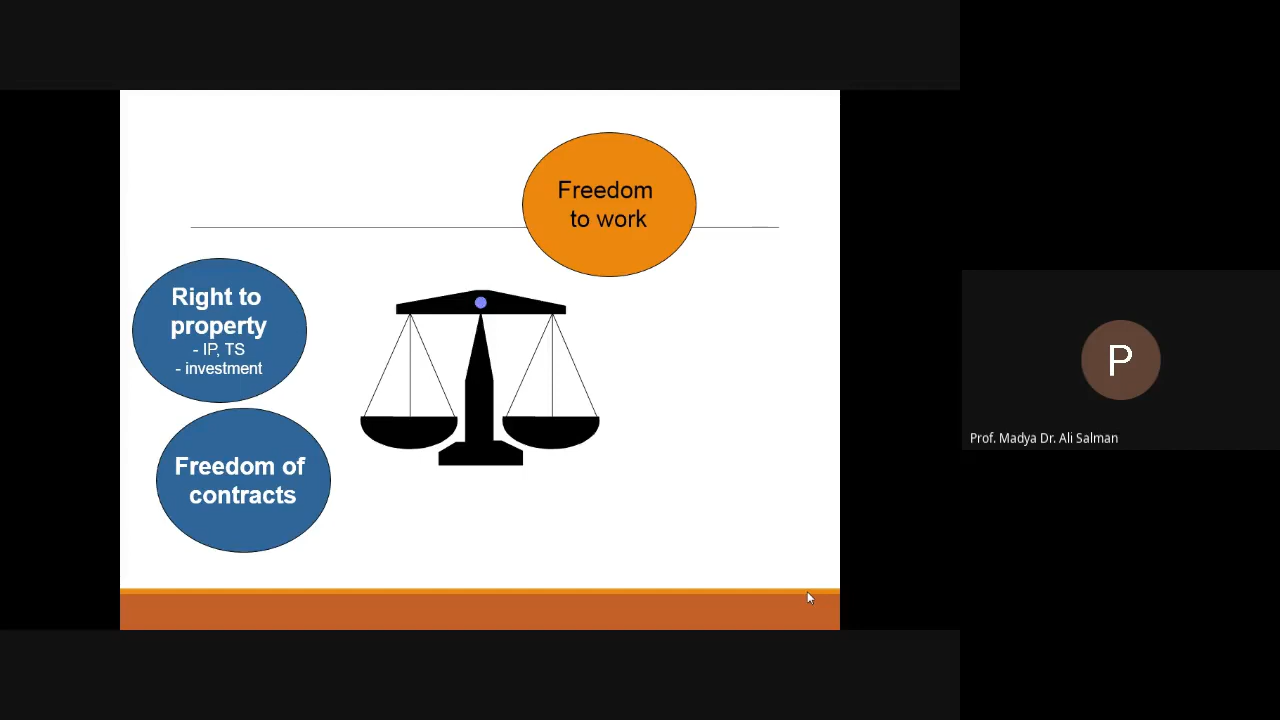 Freedom
to work
Right to
property
- IP, TS
- investment
Freedom of
contracts
P
Prof. Madya Dr. Ali Salman